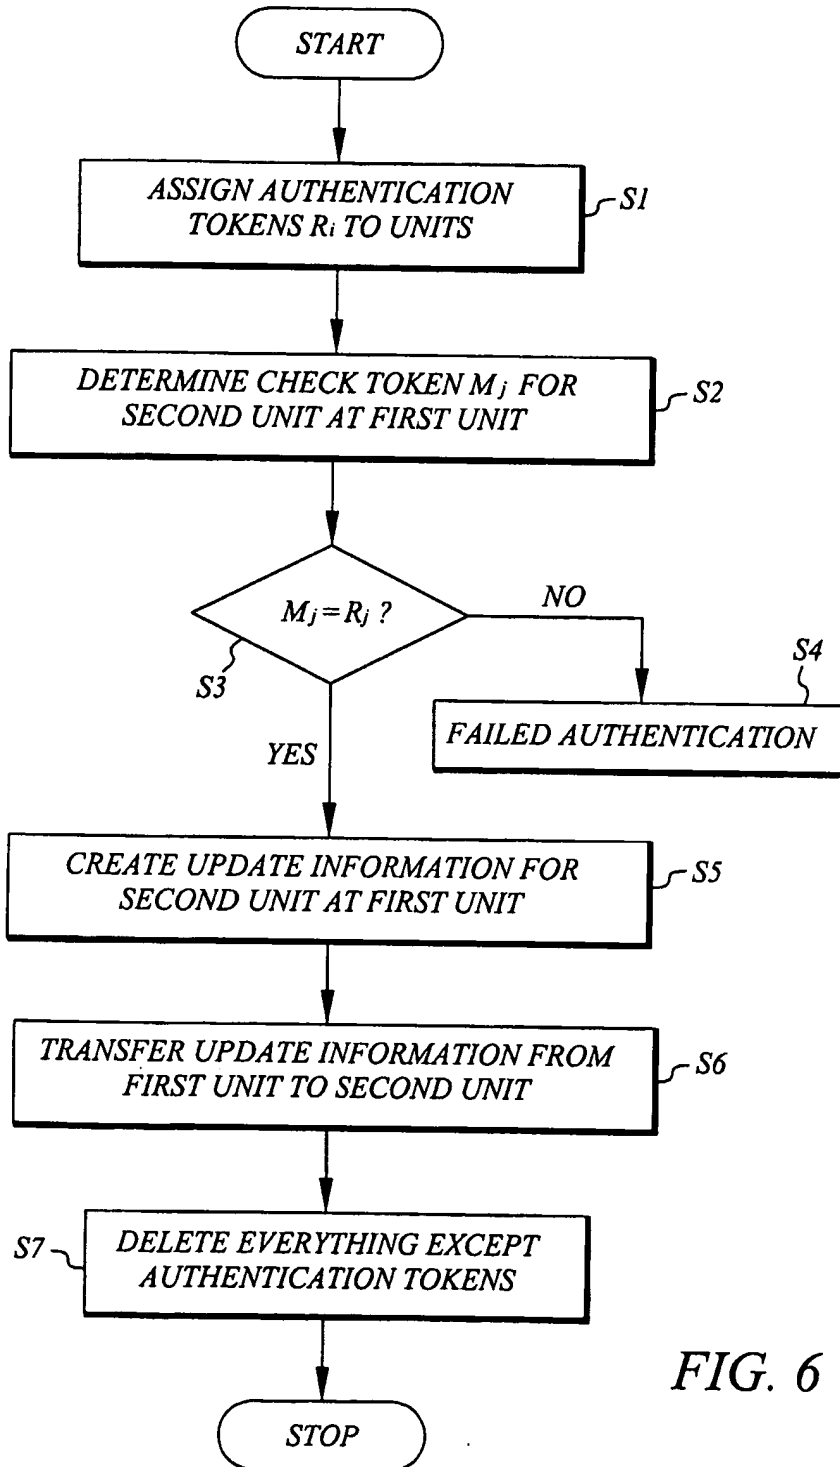 START
ASSIGN AUTHENTICATION
TOKENS Ri TO UNITS
S1
DETERMINE CHECK TOKEN Mj FOR
SECOND UNIT AT FIRST UNIT
S2
Mj=Rj ?
S3
NO
S4
FAILED AUTHENTICATION
YES
CREATE UPDATE INFORMATION FOR
SECOND UNIT AT FIRST UNIT
S5
TRANSFER UPDATE INFORMATION FROM
FIRST UNIT TO SECOND UNIT
S6
S7
DELETE EVERYTHING EXCEPT
AUTHENTICATION TOKENS
STOP
FIG. 6